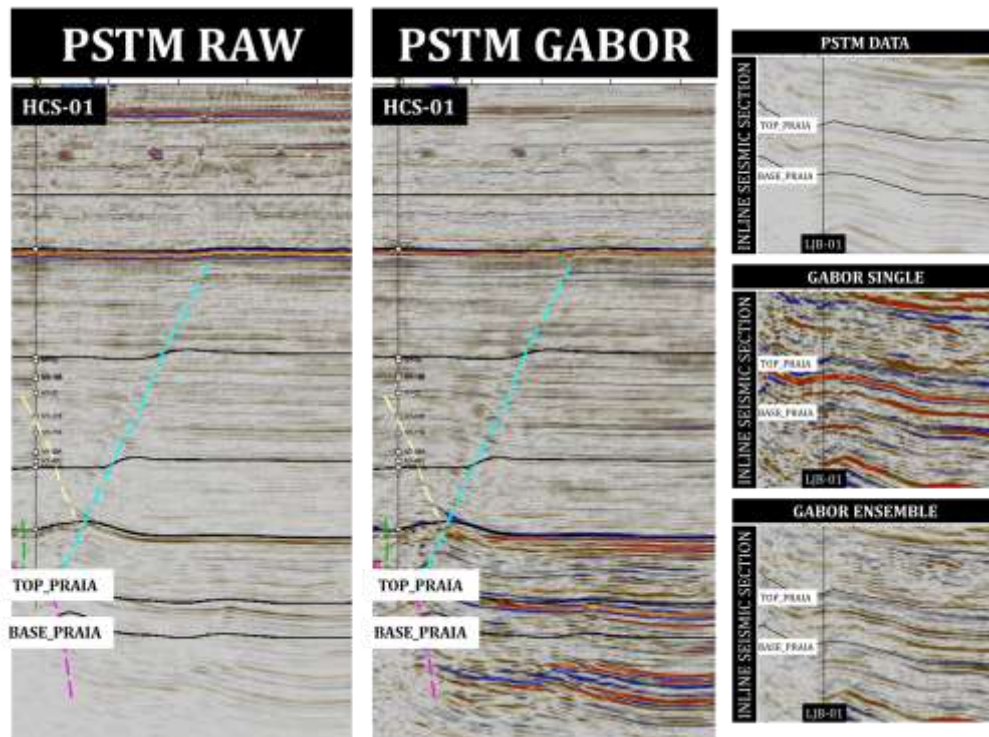 PSTM RAW
HCS-01
TOP_PRAIA
BASE_PRAIA
PSTM GABOR
HCS-01
TOP_PRAIA
BASE_PRAIA
PSTM DATA
INLINE SEISMIC SECTION
TOP_PRAIA
BASE_PRAIA
LJB-01
GABOR SINGLE
INLINE SEISMIC SECTION
TOP_PRAIA
BASE_PRAIA
LJB-01
GABOR ENSEMBLE
INLINE SEISMIC SECTION
TOP_PRAIA
BASE_PRAIA
LJB-01